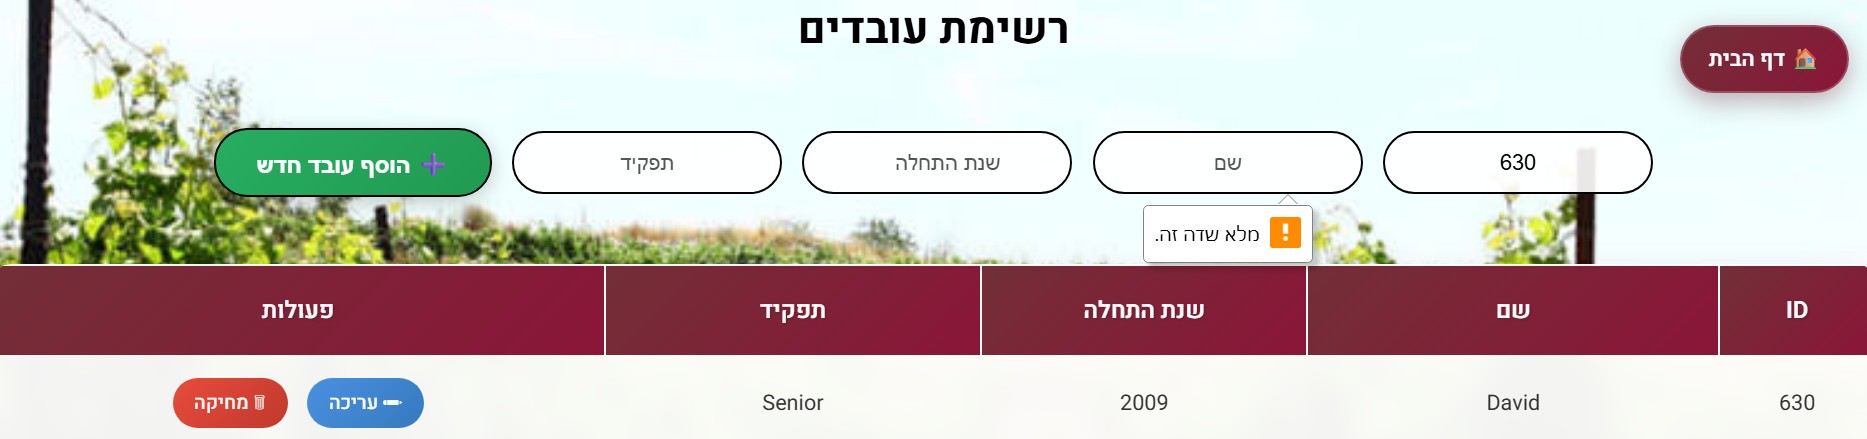 רשימת עובדים
🏠 דף הבית
630
שם
שנת התחלה
תפקיד
➕ הוסף עובד חדש
מלא שדה זה.
ID שם שנת התחלה תפקיד פעולות
630 David 2009 Senior עריכה מחיקה